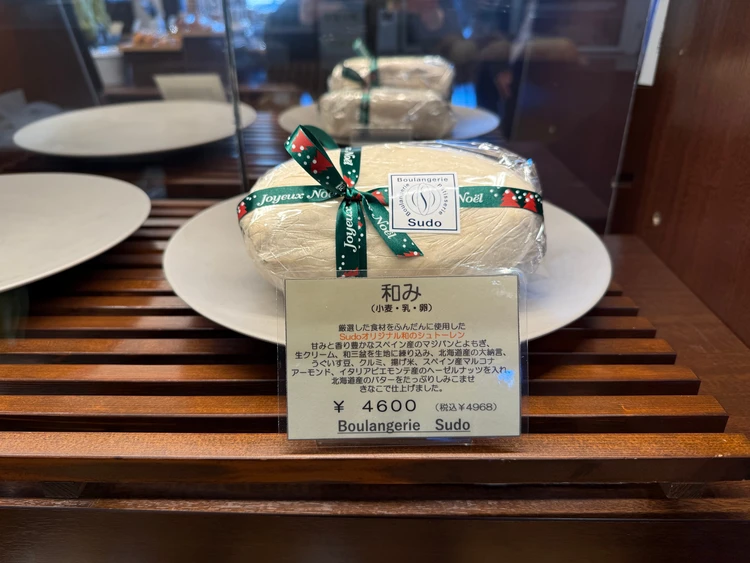 Joyeux Noël
Noël
Joyeux
Noël
Boulangerie
Sudo
和み
(小麦・乳・卵)
厳選した食材をふんだんに使用した
Sudoオリジナル和のシュトーレン
甘みと香り豊かなスペイン産のマジパンとよもぎ、
生クリーム、和三盆を生地に練り込み、北海道産の大納言、
うぐいす豆、クルミ、揚げ米、スペイン産マルコナ
アーモンド、イタリアピエモンテ産のヘーゼルナッツを入れ、
北海道産のバターをたっぷりしみこませ
きなこで仕上げました。
¥ 4600 (税込¥4968)
Boulangerie Sudo